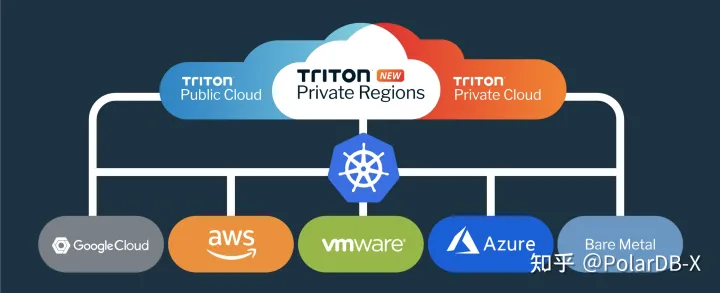 TRITON
Public Cloud
TRITON NEW
Private Regions
TRITON
Private Cloud
Google Cloud
aws
vmware®
Azure
Bare Metal
知乎 @PolarDB-X